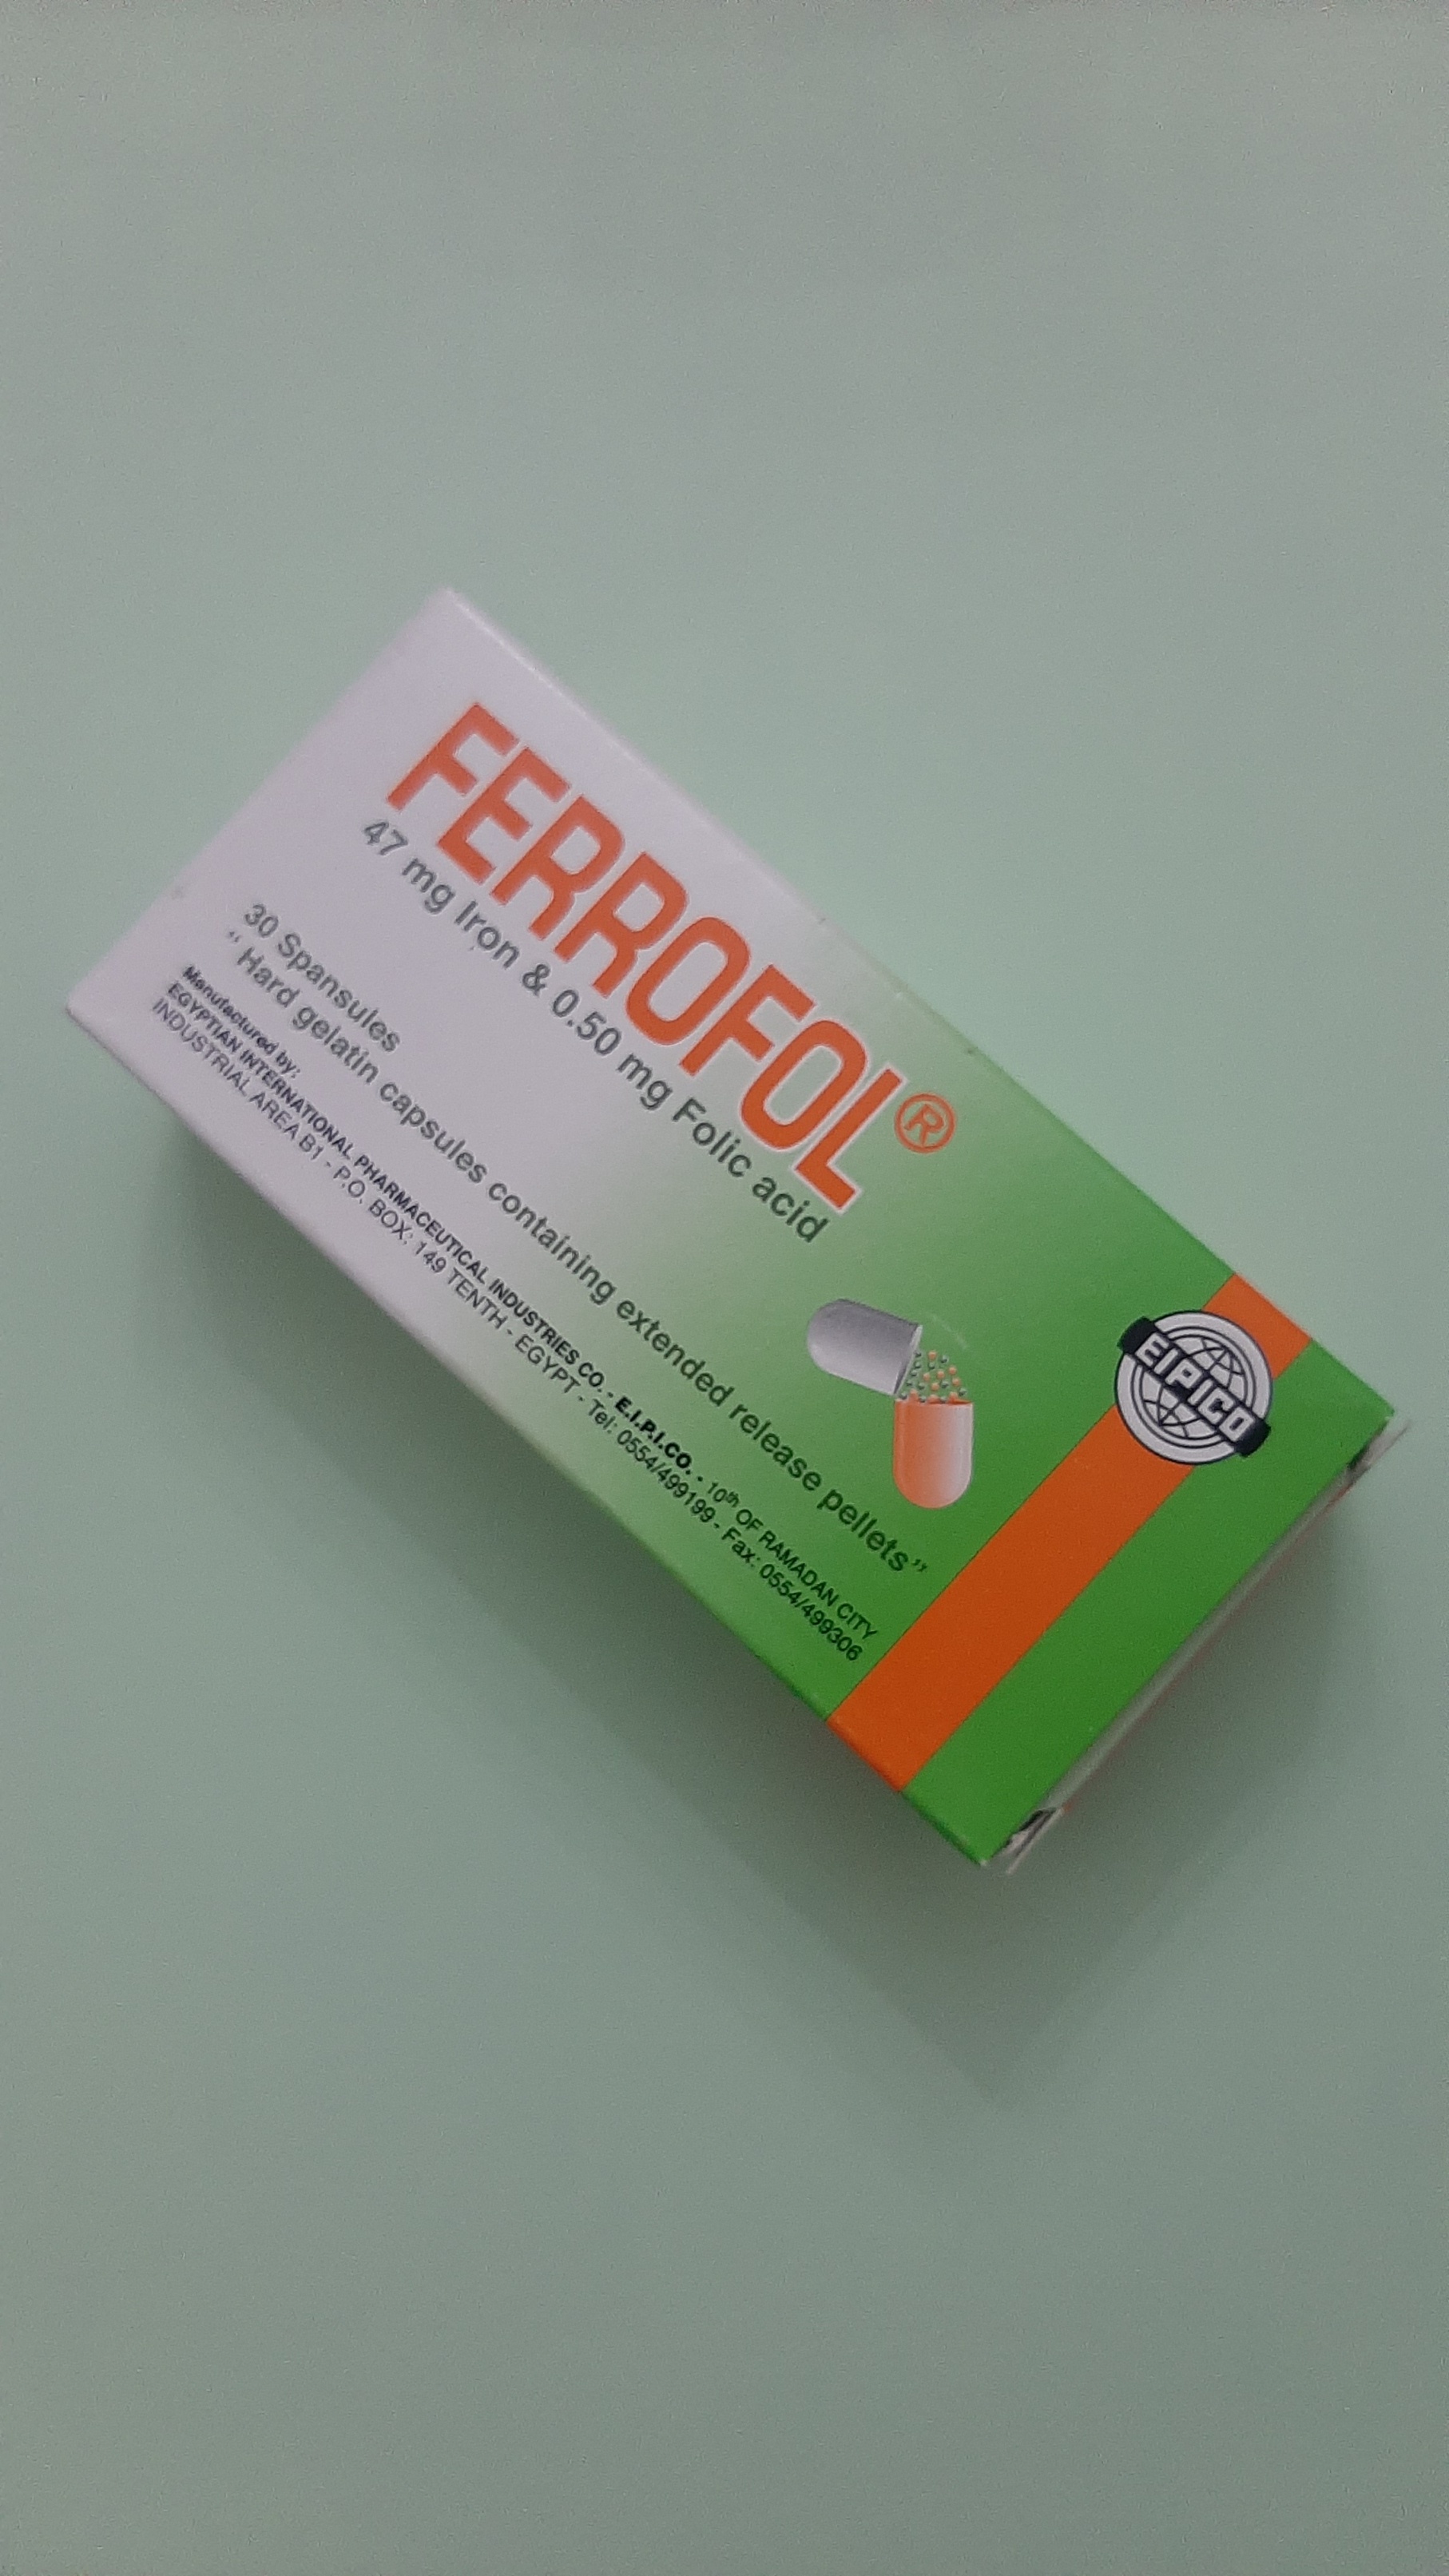 FERROFOL®
47 mg Iron & 0.50 mg Folic acid
30 Spansules
“ Hard gelatin capsules containing extended release pellets”
Manufactured by:
EGYPTIAN INTERNATIONAL PHARMACEUTICAL INDUSTRIES CO. - E.I.P.I.CO. - 10th OF RAMADAN CITY
INDUSTRIAL AREA B1 - P.O. BOX: 149 TENTH - EGYPT - Tel: 0554/499199 - Fax: 0554/499306
EIPICO